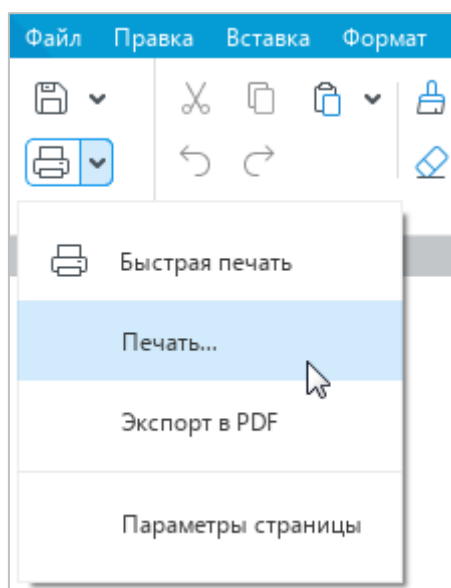 Файл Правка Вставка Формат
Быстрая печать
Печать...
Экспорт в PDF
Параметры страницы